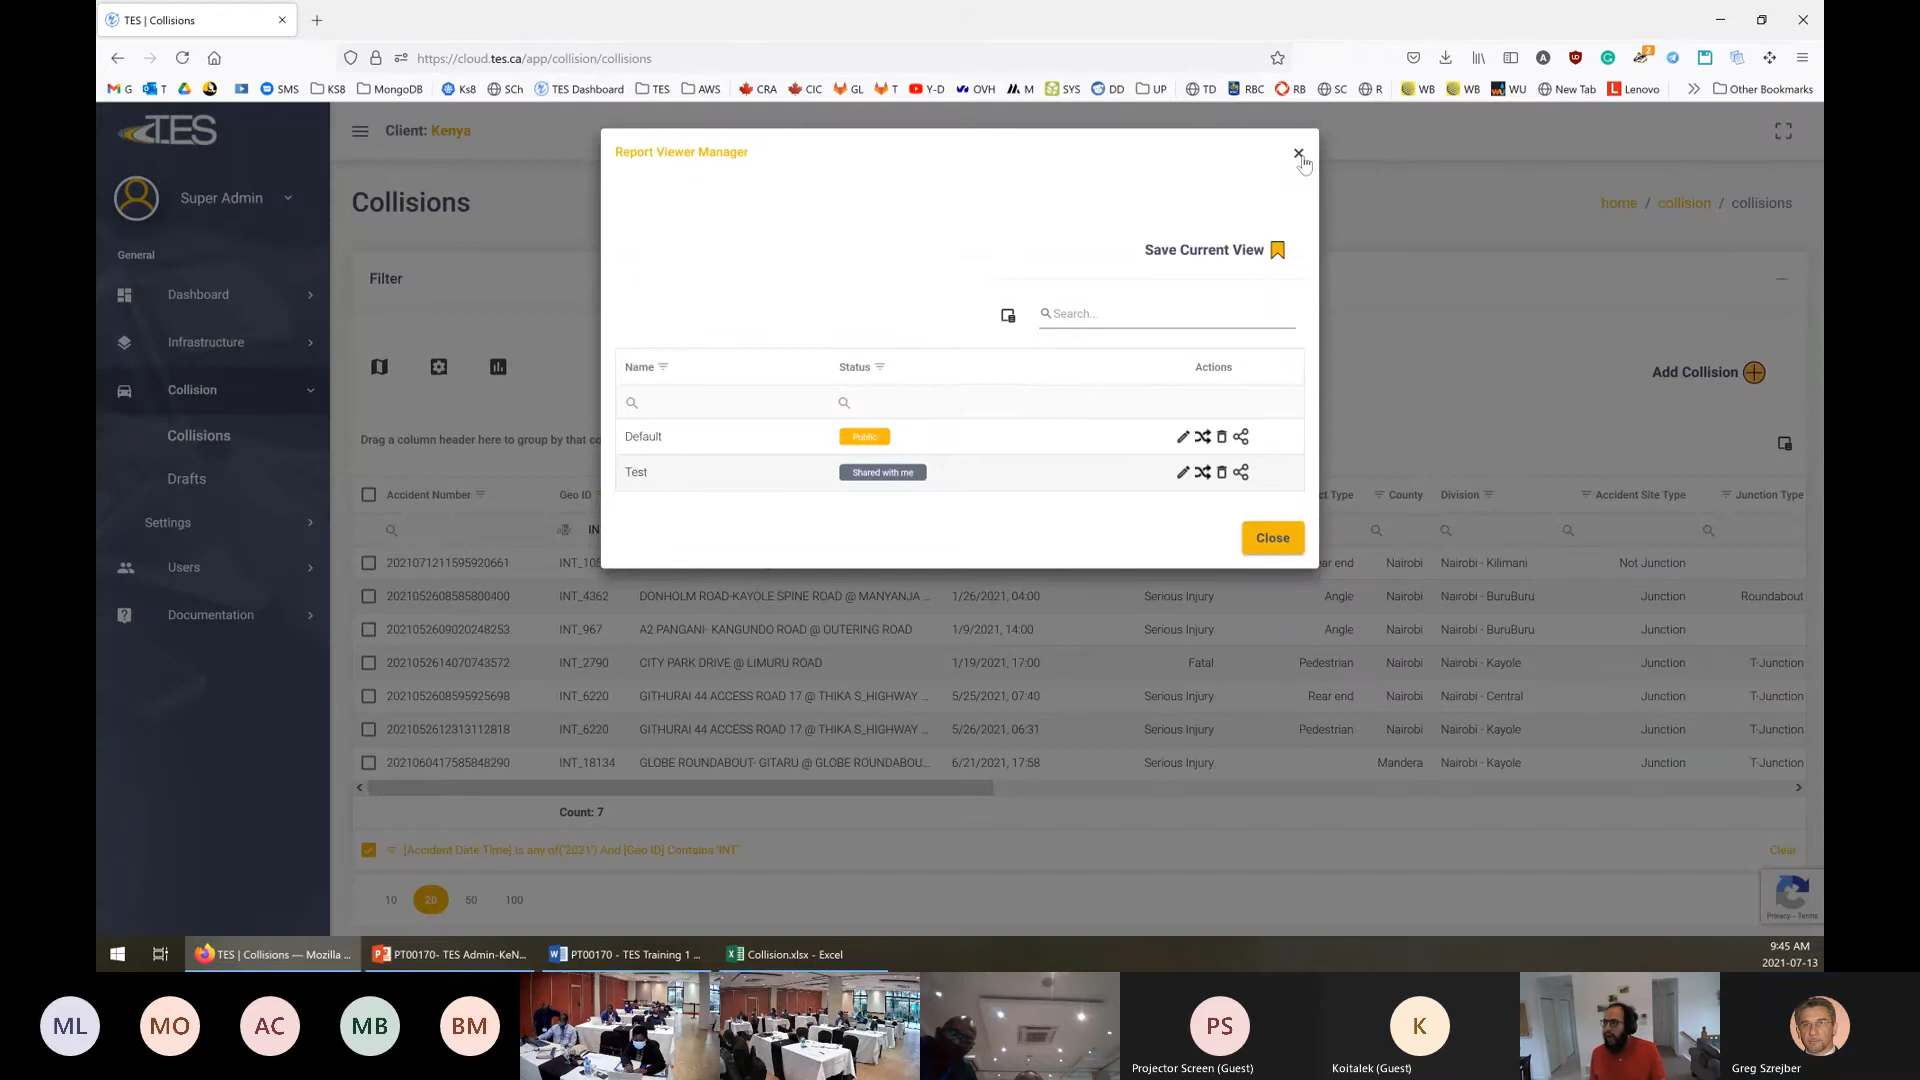 TES | Collisions
https://cloud.tes.ca/app/collision/collisions
2
G T SMS KS8 MongoDB Ks8 SCh TES Dashboard TES AWS CRA CIC GL T Y-D OVH M SYS DD UP TD RBC RB SC R WB WB WU New Tab Lenovo Other Bookmarks
TES
Client: Kenya
Report Viewer Manager
Super Admin
Collisions
home / collision / collisions
General
Save Current View
Filter
Dashboard
Search...
Infrastructure
Name Status Actions
Add Collision
Collision
Collisions
Default Public
Drag a column header here to group by that co
Test Shared with me
Drafts
Accident Number Geo ID ct Type County Division Accident Site Type Junction Type
Settings
IN
Close
Users
2021071211595920661 INT_105 ear end Nairobi Nairobi - Kilimani Not Junction
2021052608585800400 INT_4362 DONHOLM ROAD-KAYOLE SPINE ROAD @ MANYANJA ... 1/26/2021, 04:00 Serious Injury Angle Nairobi Nairobi - BuruBuru Junction Roundabout
Documentation
2021052609020248253 INT_967 A2 PANGANI- KANGUNDO ROAD @ OUTERING ROAD 1/9/2021, 14:00 Serious Injury Angle Nairobi Nairobi - BuruBuru Junction
2021052614070743572 INT_2790 CITY PARK DRIVE @ LIMURU ROAD 1/19/2021, 17:00 Fatal Pedestrian Nairobi Nairobi - Kayole Junction T-Junction
2021052608595925698 INT_6220 GITHURAI 44 ACCESS ROAD 17 @ THIKA S_HIGHWAY ... 5/25/2021, 07:40 Serious Injury Rear end Nairobi Nairobi - Central Junction T-Junction
2021052612313112818 INT_6220 GITHURAI 44 ACCESS ROAD 17 @ THIKA S_HIGHWAY ... 5/26/2021, 06:31 Serious Injury Pedestrian Nairobi Nairobi - Kayole Junction T-Junction
2021060417585848290 INT_18134 GLOBE ROUNDABOUT- GITARU @ GLOBE ROUNDABOU... 6/21/2021, 17:58 Serious Injury Mandera Nairobi - Kayole Junction T-Junction
Count: 7
[Accident Date Time] Is any of('2021') And [Geo ID] Contains 'INT'
Clear
10 20 50 100
Privacy - Terms
TES | Collisions — Mozilla ...
PT00170- TES Admin-KeN...
PT00170 - TES Training 1 ...
Collision.xlsx - Excel
9:45 AM
2021-07-13
ML MO AC MB BM PS K
Projector Screen (Guest)
Koitalek (Guest)
Greg Szrejber